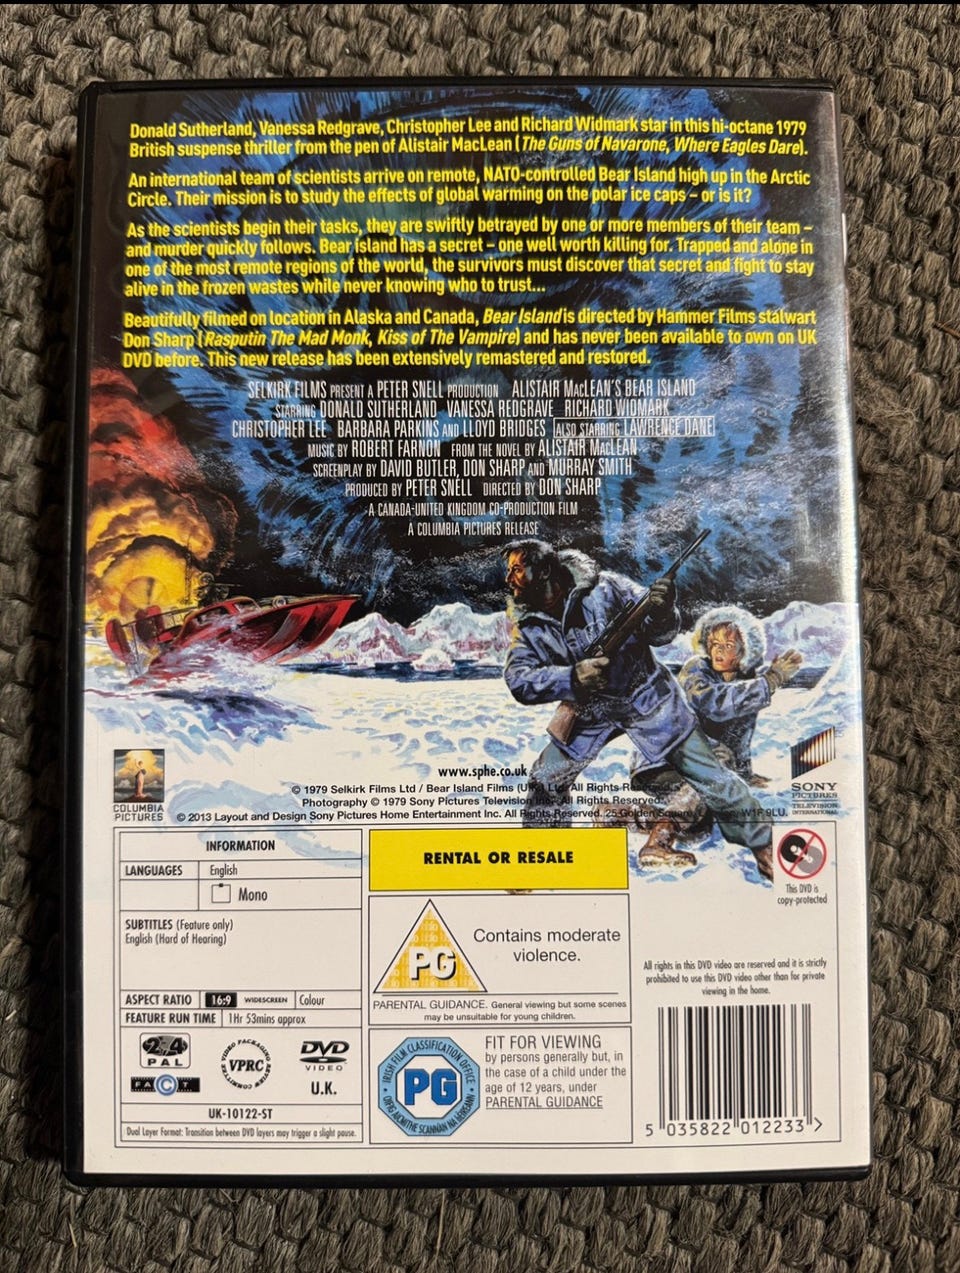 Donald Sutherland, Vanessa Redgrave, Christopher Lee and Richard Widmark star in this hi-octane 1979
British suspense thriller from the pen of Alistair MacLean (The Guns of Navarone, Where Eagles Dare).
An international team of scientists arrive on remote, NATO-controlled Bear Island high up in the Arctic
Circle. Their mission is to study the effects of global warming on the polar ice caps – or is it?
As the scientists begin their tasks, they are swiftly betrayed by one or more members of their team –
and murder quickly follows. Bear Island has a secret – one well worth killing for. Trapped and alone in
one of the most remote regions of the world, the survivors must discover that secret and fight to stay
alive in the frozen wastes while never knowing who to trust...
Beautifully filmed on location in Alaska and Canada, Bear Island is directed by Hammer Films stalwart
Don Sharp (Rasputin The Mad Monk, Kiss of The Vampire) and has never been available to own on UK
DVD before. This new release has been extensively remastered and restored.
SELKIRK FILMS PRESENT A PETER SNELL PRODUCTION ALISTAIR MacLEAN'S BEAR ISLAND
STARRING DONALD SUTHERLAND VANESSA REDGRAVE RICHARD WIDMARK
CHRISTOPHER LEE BARBARA PARKINS AND LLOYD BRIDGES ALSO STARRING LAWRENCE DANE
MUSIC BY ROBERT FARNON FROM THE NOVEL BY ALISTAIR MacLEAN
SCREENPLAY BY DAVID BUTLER, DON SHARP AND MURRAY SMITH
PRODUCED BY PETER SNELL DIRECTED BY DON SHARP
A CANADA-UNITED KINGDOM CO-PRODUCTION FILM
A COLUMBIA PICTURES RELEASE
www.sphe.co.uk
© 1979 Selkirk Films Ltd / Bear Island Films (UK) Ltd. All Rights Reserved.
Photography © 1979 Sony Pictures Television Inc. All Rights Reserved.
© 2013 Layout and Design Sony Pictures Home Entertainment Inc. All Rights Reserved. 25 Golden Square, London, W1F 9LU.
COLUMBIA
PICTURES
SONY
PICTURES
TELEVISION
INTERNATIONAL
INFORMATION
LANGUAGES English
Mono
SUBTITLES (Feature only)
English (Hard of Hearing)
ASPECT RATIO 16:9 WIDESCREEN Colour
FEATURE RUN TIME 1Hr 53mins approx
2 4
PAL
FACT
VIDEO PACKAGING REVIEW COMMITTEE
VPRC
DVD
VIDEO
U.K.
UK-10122-ST
Dual Layer Format: Transition between DVD layers may trigger a slight pause.
RENTAL OR RESALE
PG
Contains moderate
violence.
PARENTAL GUIDANCE. General viewing but some scenes
may be unsuitable for young children.
IRISH FILM CLASSIFICATION OFFICE
PG
OIFIG AICMITHE SCANNÁN NA hÉIREANN
FIT FOR VIEWING
by persons generally but, in
the case of a child under the
age of 12 years, under
PARENTAL GUIDANCE
This DVD is
copy-protected
All rights in this DVD video are reserved and it is strictly
prohibited to use this DVD video other than for private
viewing in the home.
5 035822 012233 >